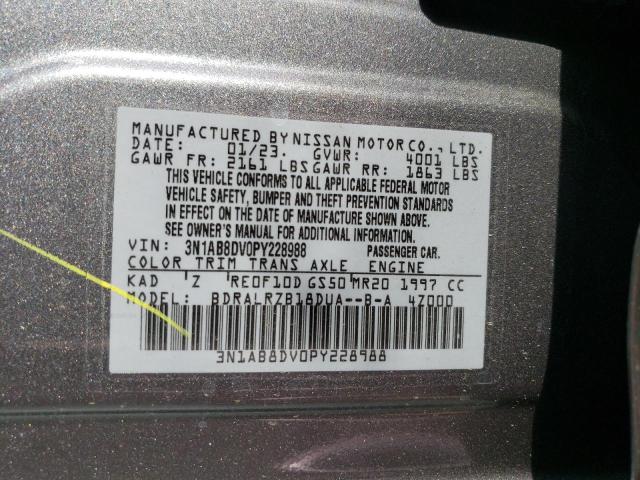 MANUFACTURED BY NISSAN MOTOR CO., LTD.
DATE: 01/23. GVWR: 4001 LBS
GAWR FR: 2161 LBS GAWR RR: 1863 LBS
THIS VEHICLE CONFORMS TO ALL APPLICABLE FEDERAL MOTOR
VEHICLE SAFETY, BUMPER AND THEFT PREVENTION STANDARDS
IN EFFECT ON THE DATE OF MANUFACTURE SHOWN ABOVE.
SEE OWNER'S MANUAL FOR ADDITIONAL INFORMATION.
VIN: 3N1AB8DV0PY228988 PASSENGER CAR.
COLOR TRIM TRANS AXLE ENGINE
KAD Z RE0F10D GS50 MR20 1997 CC
MODEL: BDRALRZB18DUA--B-A 47000
3N1AB8DV0PY228988